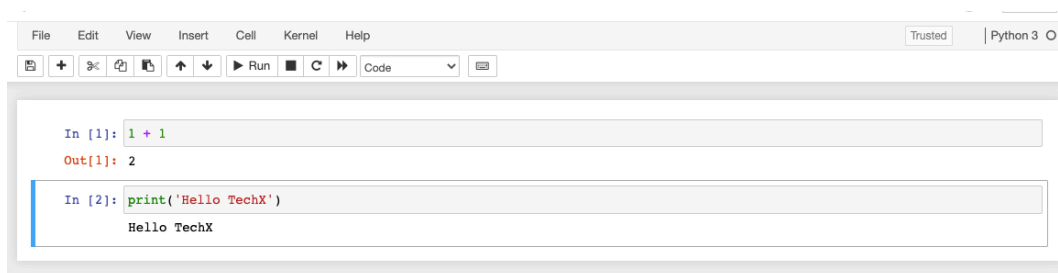 File Edit View Insert Cell Kernel Help Trusted Python 3
Run Code
In [1]: 1 + 1
Out[1]: 2
In [2]: print('Hello TechX')
Hello TechX